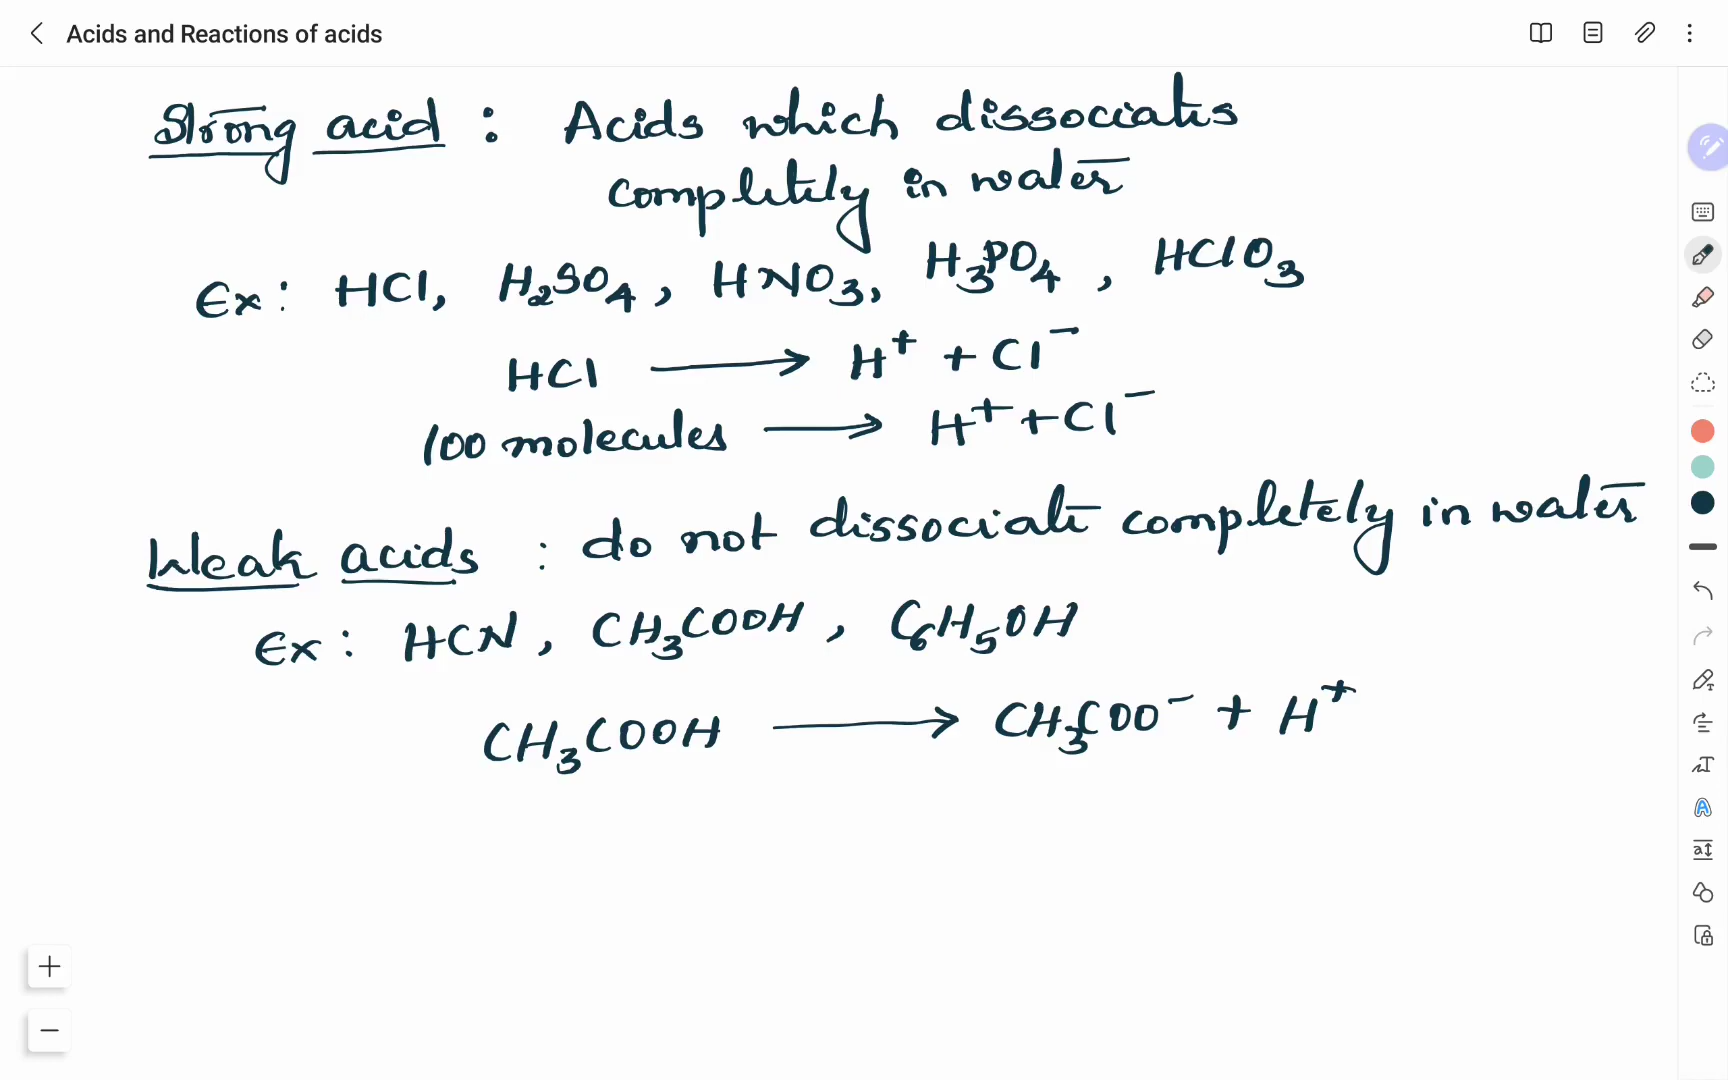 Acids and Reactions of acids
Strong acid : Acids which dissociates
completely in water
Ex: HCl, H₂SO₄, HNO₃, H₃PO₄, HClO₃
HCl ⟶ H⁺ + Cl⁻
100 molecules ⟶ H⁺ + Cl⁻
Weak acids : do not dissociate completely in water
Ex: HCN, CH₃COOH, C₆H₅OH
CH₃COOH ⟶ CH₃COO⁻ + H⁺